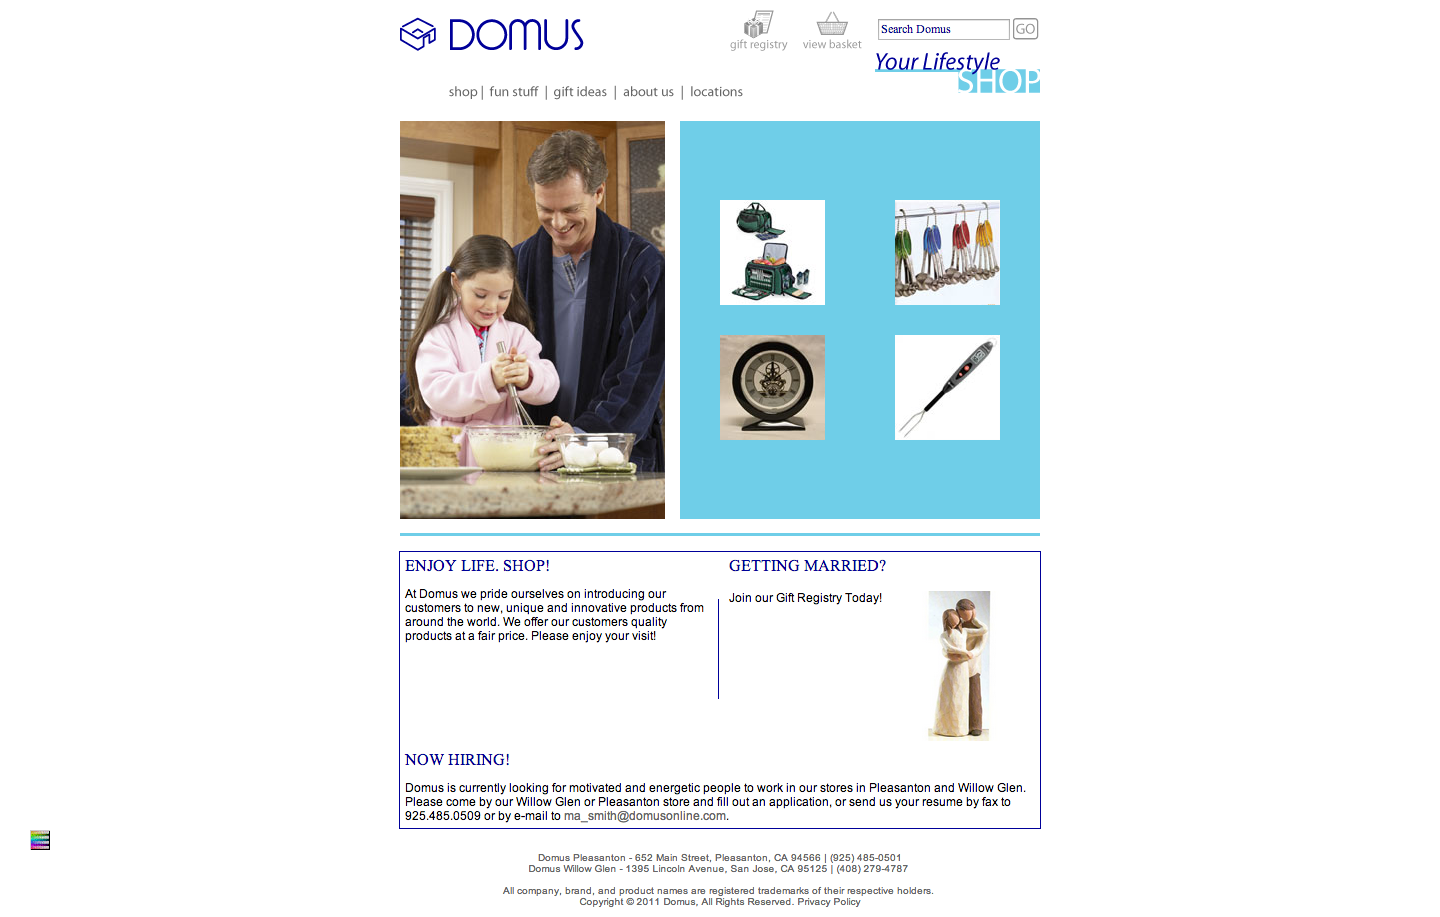 DOMUS
gift registry
view basket
Search Domus
GO
Your Lifestyle
SHOP
shop | fun stuff | gift ideas | about us | locations
ENJOY LIFE. SHOP!
At Domus we pride ourselves on introducing our
customers to new, unique and innovative products from
around the world. We offer our customers quality
products at a fair price. Please enjoy your visit!
GETTING MARRIED?
Join our Gift Registry Today!
NOW HIRING!
Domus is currently looking for motivated and energetic people to work in our stores in Pleasanton and Willow Glen.
Please come by our Willow Glen or Pleasanton store and fill out an application, or send us your resume by fax to
925.485.0509 or by e-mail to ma_smith@domusonline.com.
Domus Pleasanton - 652 Main Street, Pleasanton, CA 94566 | (925) 485-0501
Domus Willow Glen - 1395 Lincoln Avenue, San Jose, CA 95125 | (408) 279-4787
All company, brand, and product names are registered trademarks of their respective holders.
Copyright © 2011 Domus, All Rights Reserved. Privacy Policy